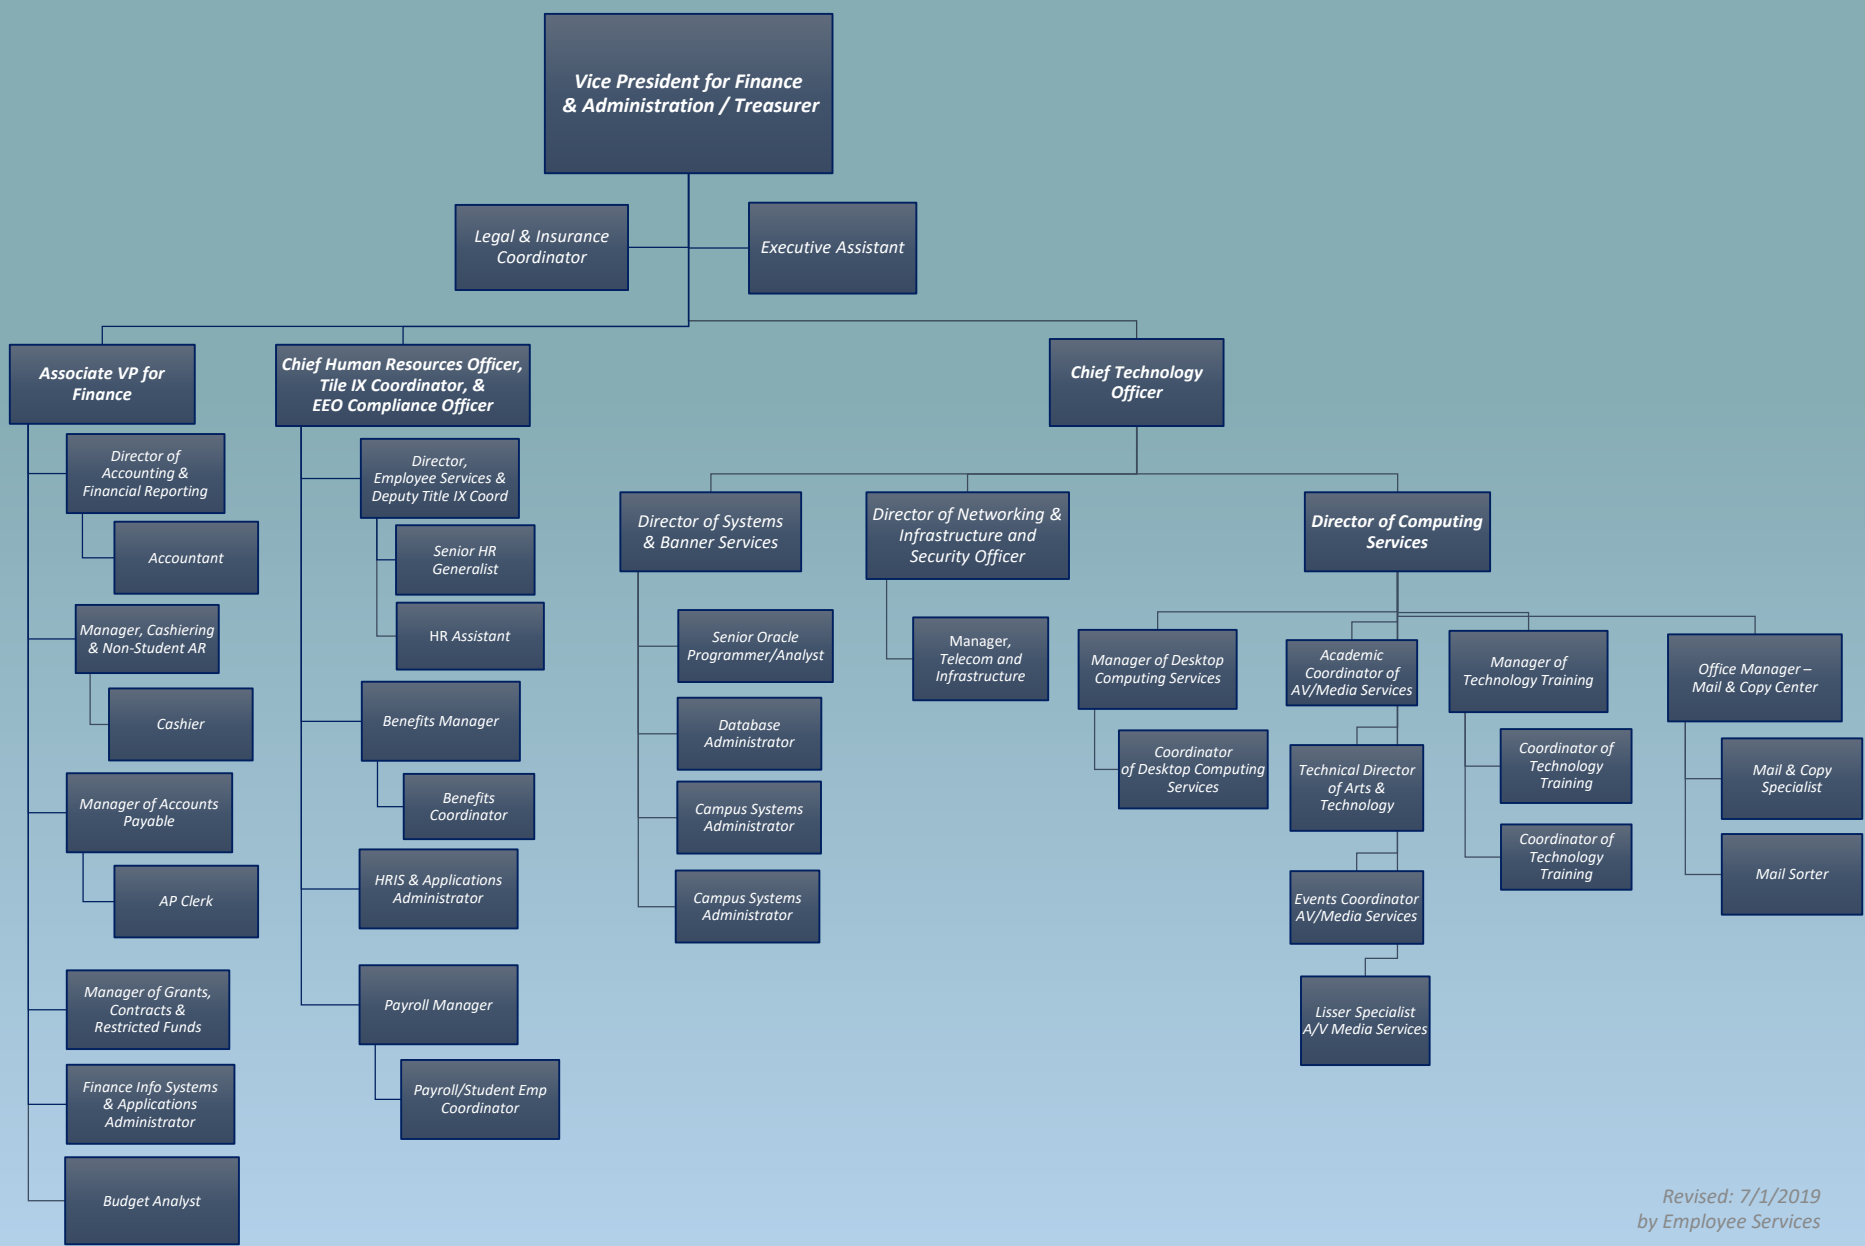 Vice President for Finance
& Administration / Treasurer
Legal & Insurance
Coordinator
Executive Assistant
Associate VP for
Finance
Director of
Accounting &
Financial Reporting
Accountant
Manager, Cashiering
& Non-Student AR
Cashier
Manager of Accounts
Payable
AP Clerk
Manager of Grants,
Contracts &
Restricted Funds
Finance Info Systems
& Applications
Administrator
Budget Analyst
Chief Human Resources Officer,
Tile IX Coordinator, &
EEO Compliance Officer
Director,
Employee Services &
Deputy Title IX Coord
Senior HR
Generalist
HR Assistant
Benefits Manager
Benefits
Coordinator
HRIS & Applications
Administrator
Payroll Manager
Payroll/Student Emp
Coordinator
Chief Technology
Officer
Director of Systems
& Banner Services
Senior Oracle
Programmer/Analyst
Database
Administrator
Campus Systems
Administrator
Campus Systems
Administrator
Director of Networking &
Infrastructure and
Security Officer
Manager,
Telecom and
Infrastructure
Director of Computing
Services
Manager of Desktop
Computing Services
Coordinator
of Desktop Computing
Services
Academic
Coordinator of
AV/Media Services
Technical Director
of Arts &
Technology
Events Coordinator
AV/Media Services
Lisser Specialist
A/V Media Services
Manager of
Technology Training
Coordinator of
Technology
Training
Coordinator of
Technology
Training
Office Manager –
Mail & Copy Center
Mail & Copy
Specialist
Mail Sorter
Revised: 7/1/2019
by Employee Services